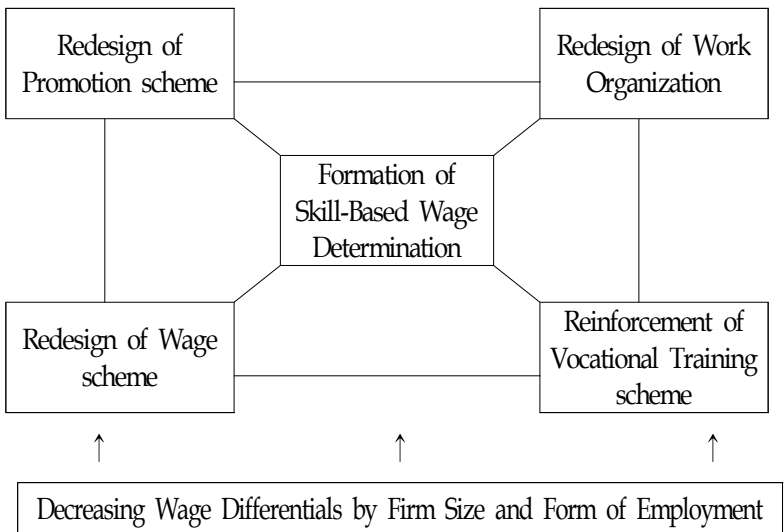 Redesign of
Promotion scheme
Redesign of Work
Organization
Formation of
Skill-Based Wage
Determination
Redesign of Wage
scheme
Reinforcement of
Vocational Training
scheme
Decreasing Wage Differentials by Firm Size and Form of Employment